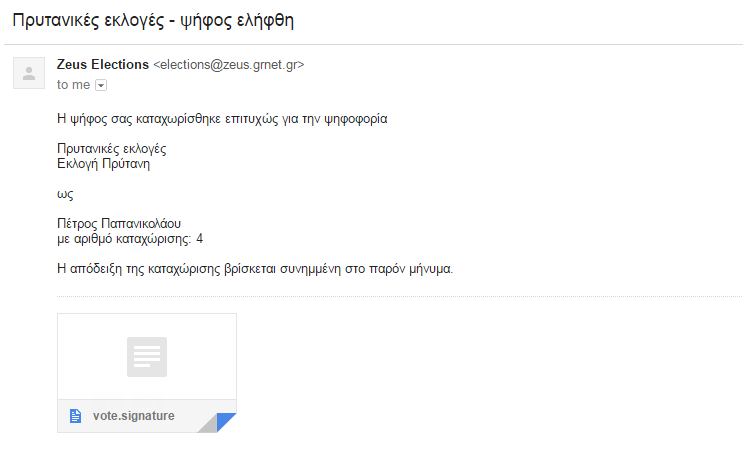 Πρυτανικές εκλογές - ψήφος ελήφθη
Zeus Elections <elections@zeus.grnet.gr>
to me
Η ψήφος σας καταχωρίσθηκε επιτυχώς για την ψηφοφορία
Πρυτανικές εκλογές
Εκλογή Πρύτανη
ως
Πέτρος Παπανικολάου
με αριθμό καταχώρισης: 4
Η απόδειξη της καταχώρισης βρίσκεται συνημμένη στο παρόν μήνυμα.
vote.signature